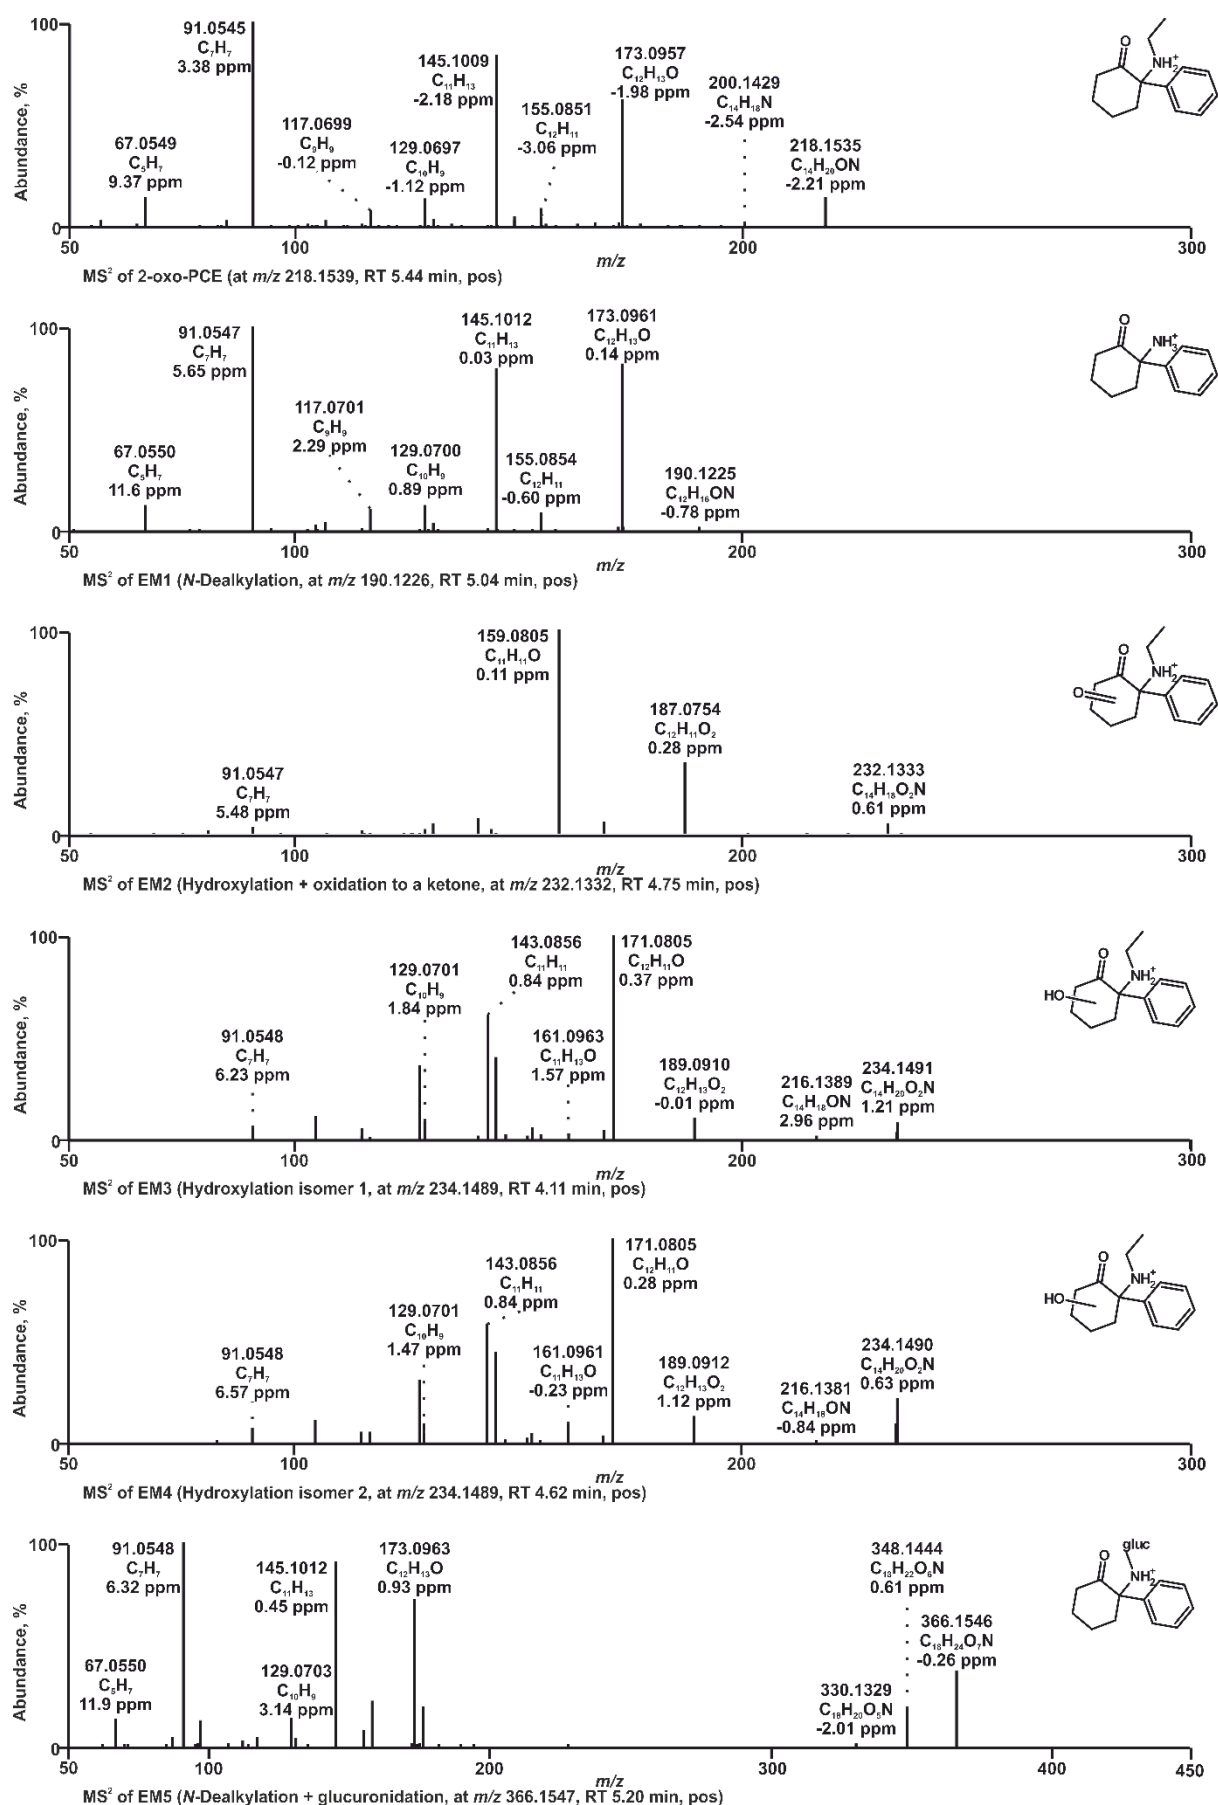 Abundance, %
100
0
91.0545
C₇H₇
3.38 ppm
67.0549
C₅H₇
9.37 ppm
117.0699
C₉H₉
-0.12 ppm
129.0697
C₁₀H₉
-1.12 ppm
145.1009
C₁₁H₁₃
-2.18 ppm
155.0851
C₁₂H₁₁
-3.06 ppm
173.0957
C₁₂H₁₃O
-1.98 ppm
200.1429
C₁₄H₁₈N
-2.54 ppm
218.1535
C₁₄H₂₀ON
-2.21 ppm
O
NH₂⁺
50
100
200
300
m/z
MS² of 2-oxo-PCE (at m/z 218.1539, RT 5.44 min, pos)
Abundance, %
100
0
91.0547
C₇H₇
5.65 ppm
67.0550
C₅H₇
11.6 ppm
117.0701
C₉H₉
2.29 ppm
129.0700
C₁₀H₉
0.89 ppm
145.1012
C₁₁H₁₃
0.03 ppm
155.0854
C₁₂H₁₁
-0.60 ppm
173.0961
C₁₂H₁₃O
0.14 ppm
190.1225
C₁₂H₁₆ON
-0.78 ppm
O
NH₃⁺
50
100
200
300
m/z
MS² of EM1 (N-Dealkylation, at m/z 190.1226, RT 5.04 min, pos)
Abundance, %
100
0
91.0547
C₇H₇
5.48 ppm
159.0805
C₁₁H₁₁O
0.11 ppm
187.0754
C₁₂H₁₁O₂
0.28 ppm
232.1333
C₁₄H₁₈O₂N
0.61 ppm
O
NH₂⁺
O
50
100
200
300
m/z
MS² of EM2 (Hydroxylation + oxidation to a ketone, at m/z 232.1332, RT 4.75 min, pos)
Abundance, %
100
0
91.0548
C₇H₇
6.23 ppm
129.0701
C₁₀H₉
1.84 ppm
143.0856
C₁₁H₁₁
0.84 ppm
161.0963
C₁₁H₁₃O
1.57 ppm
171.0805
C₁₂H₁₁O
0.37 ppm
189.0910
C₁₂H₁₃O₂
-0.01 ppm
216.1389
C₁₄H₁₈ON
2.96 ppm
234.1491
C₁₄H₂₀O₂N
1.21 ppm
O
NH₂⁺
HO
50
100
200
300
m/z
MS² of EM3 (Hydroxylation isomer 1, at m/z 234.1489, RT 4.11 min, pos)
Abundance, %
100
0
91.0548
C₇H₇
6.57 ppm
129.0701
C₁₀H₉
1.47 ppm
143.0856
C₁₁H₁₁
0.84 ppm
161.0961
C₁₁H₁₃O
-0.23 ppm
171.0805
C₁₂H₁₁O
0.28 ppm
189.0912
C₁₂H₁₃O₂
1.12 ppm
216.1381
C₁₄H₁₈ON
-0.84 ppm
234.1490
C₁₄H₂₀O₂N
0.63 ppm
O
NH₂⁺
HO
50
100
200
300
m/z
MS² of EM4 (Hydroxylation isomer 2, at m/z 234.1489, RT 4.62 min, pos)
Abundance, %
100
0
91.0548
C₇H₇
6.32 ppm
67.0550
C₅H₇
11.9 ppm
129.0703
C₁₀H₉
3.14 ppm
145.1012
C₁₁H₁₃
0.45 ppm
173.0963
C₁₂H₁₃O
0.93 ppm
330.1329
C₁₈H₂₀O₅N
-2.01 ppm
348.1444
C₁₈H₂₂O₆N
0.61 ppm
366.1546
C₁₈H₂₄O₇N
-0.26 ppm
gluc
O
NH₂⁺
50
100
200
300
400
450
m/z
MS² of EM5 (N-Dealkylation + glucuronidation, at m/z 366.1547, RT 5.20 min, pos)